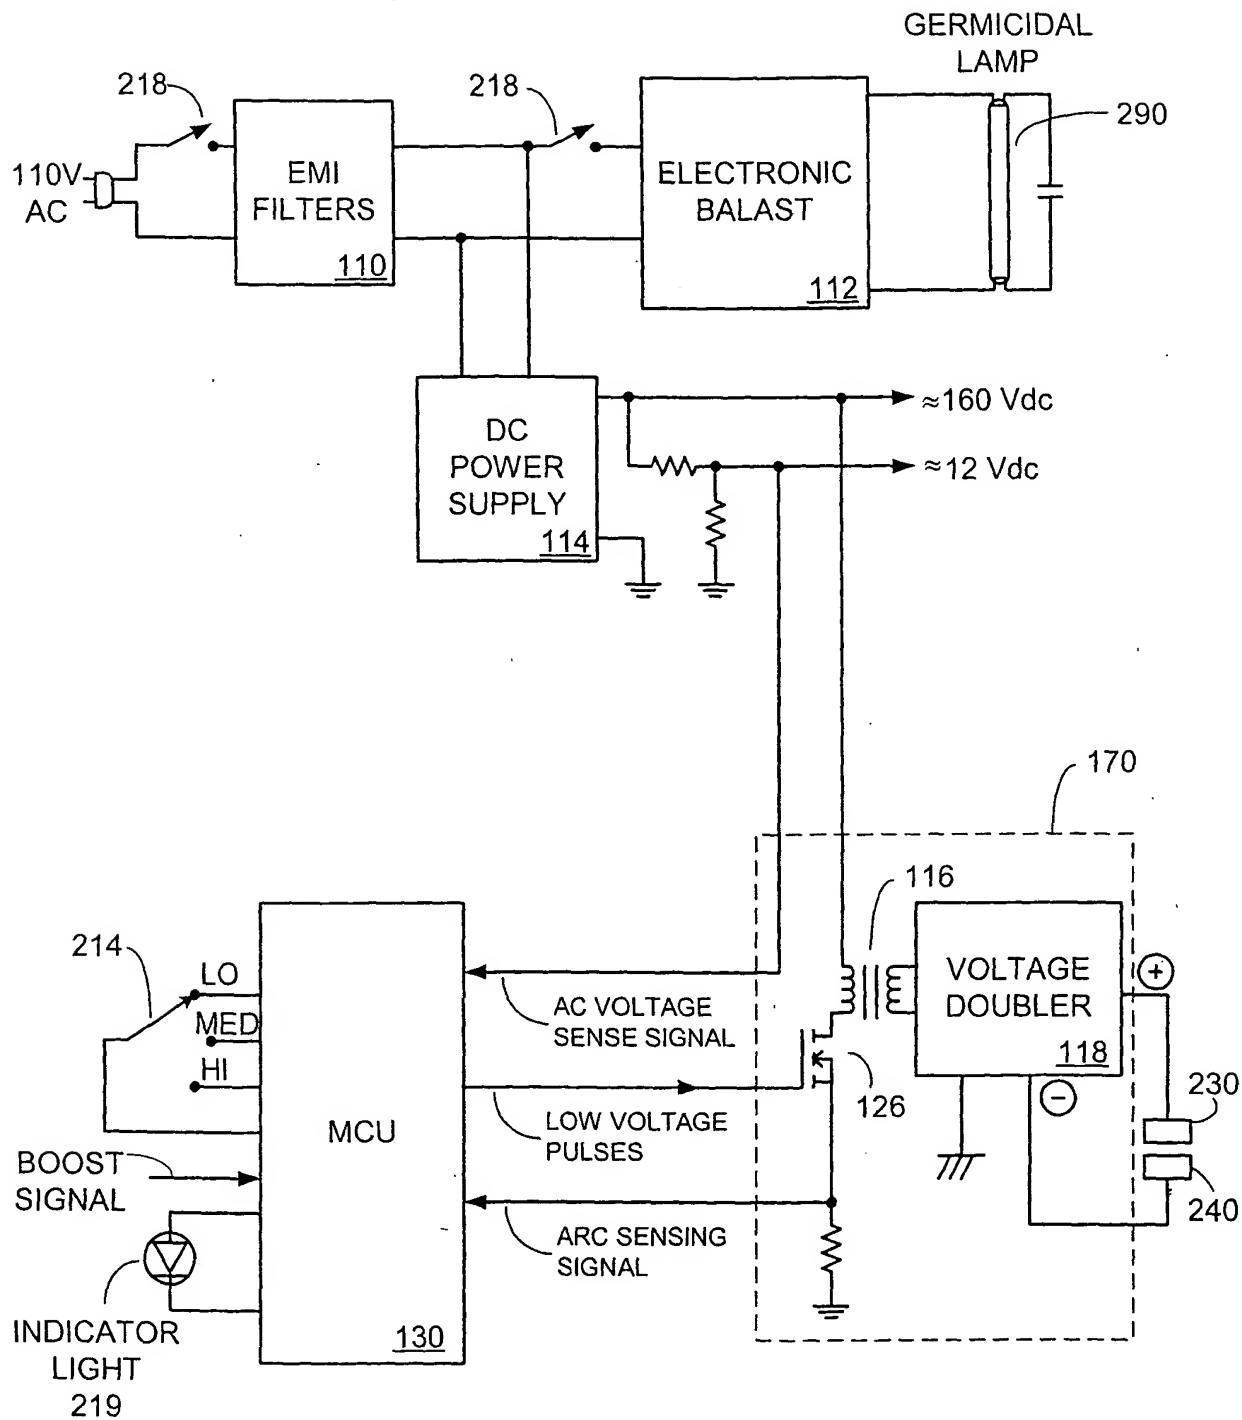 GERMICIDAL
LAMP
218
218
290
110V
AC
EMI
FILTERS
110
ELECTRONIC
BALAST
112
DC
POWER
SUPPLY
114
≈160 Vdc
≈12 Vdc
170
116
214
LO
MED
HI
AC VOLTAGE
SENSE SIGNAL
VOLTAGE
DOUBLER
118
+
−
126
230
240
MCU
130
LOW VOLTAGE
PULSES
BOOST
SIGNAL
ARC SENSING
SIGNAL
INDICATOR
LIGHT
219